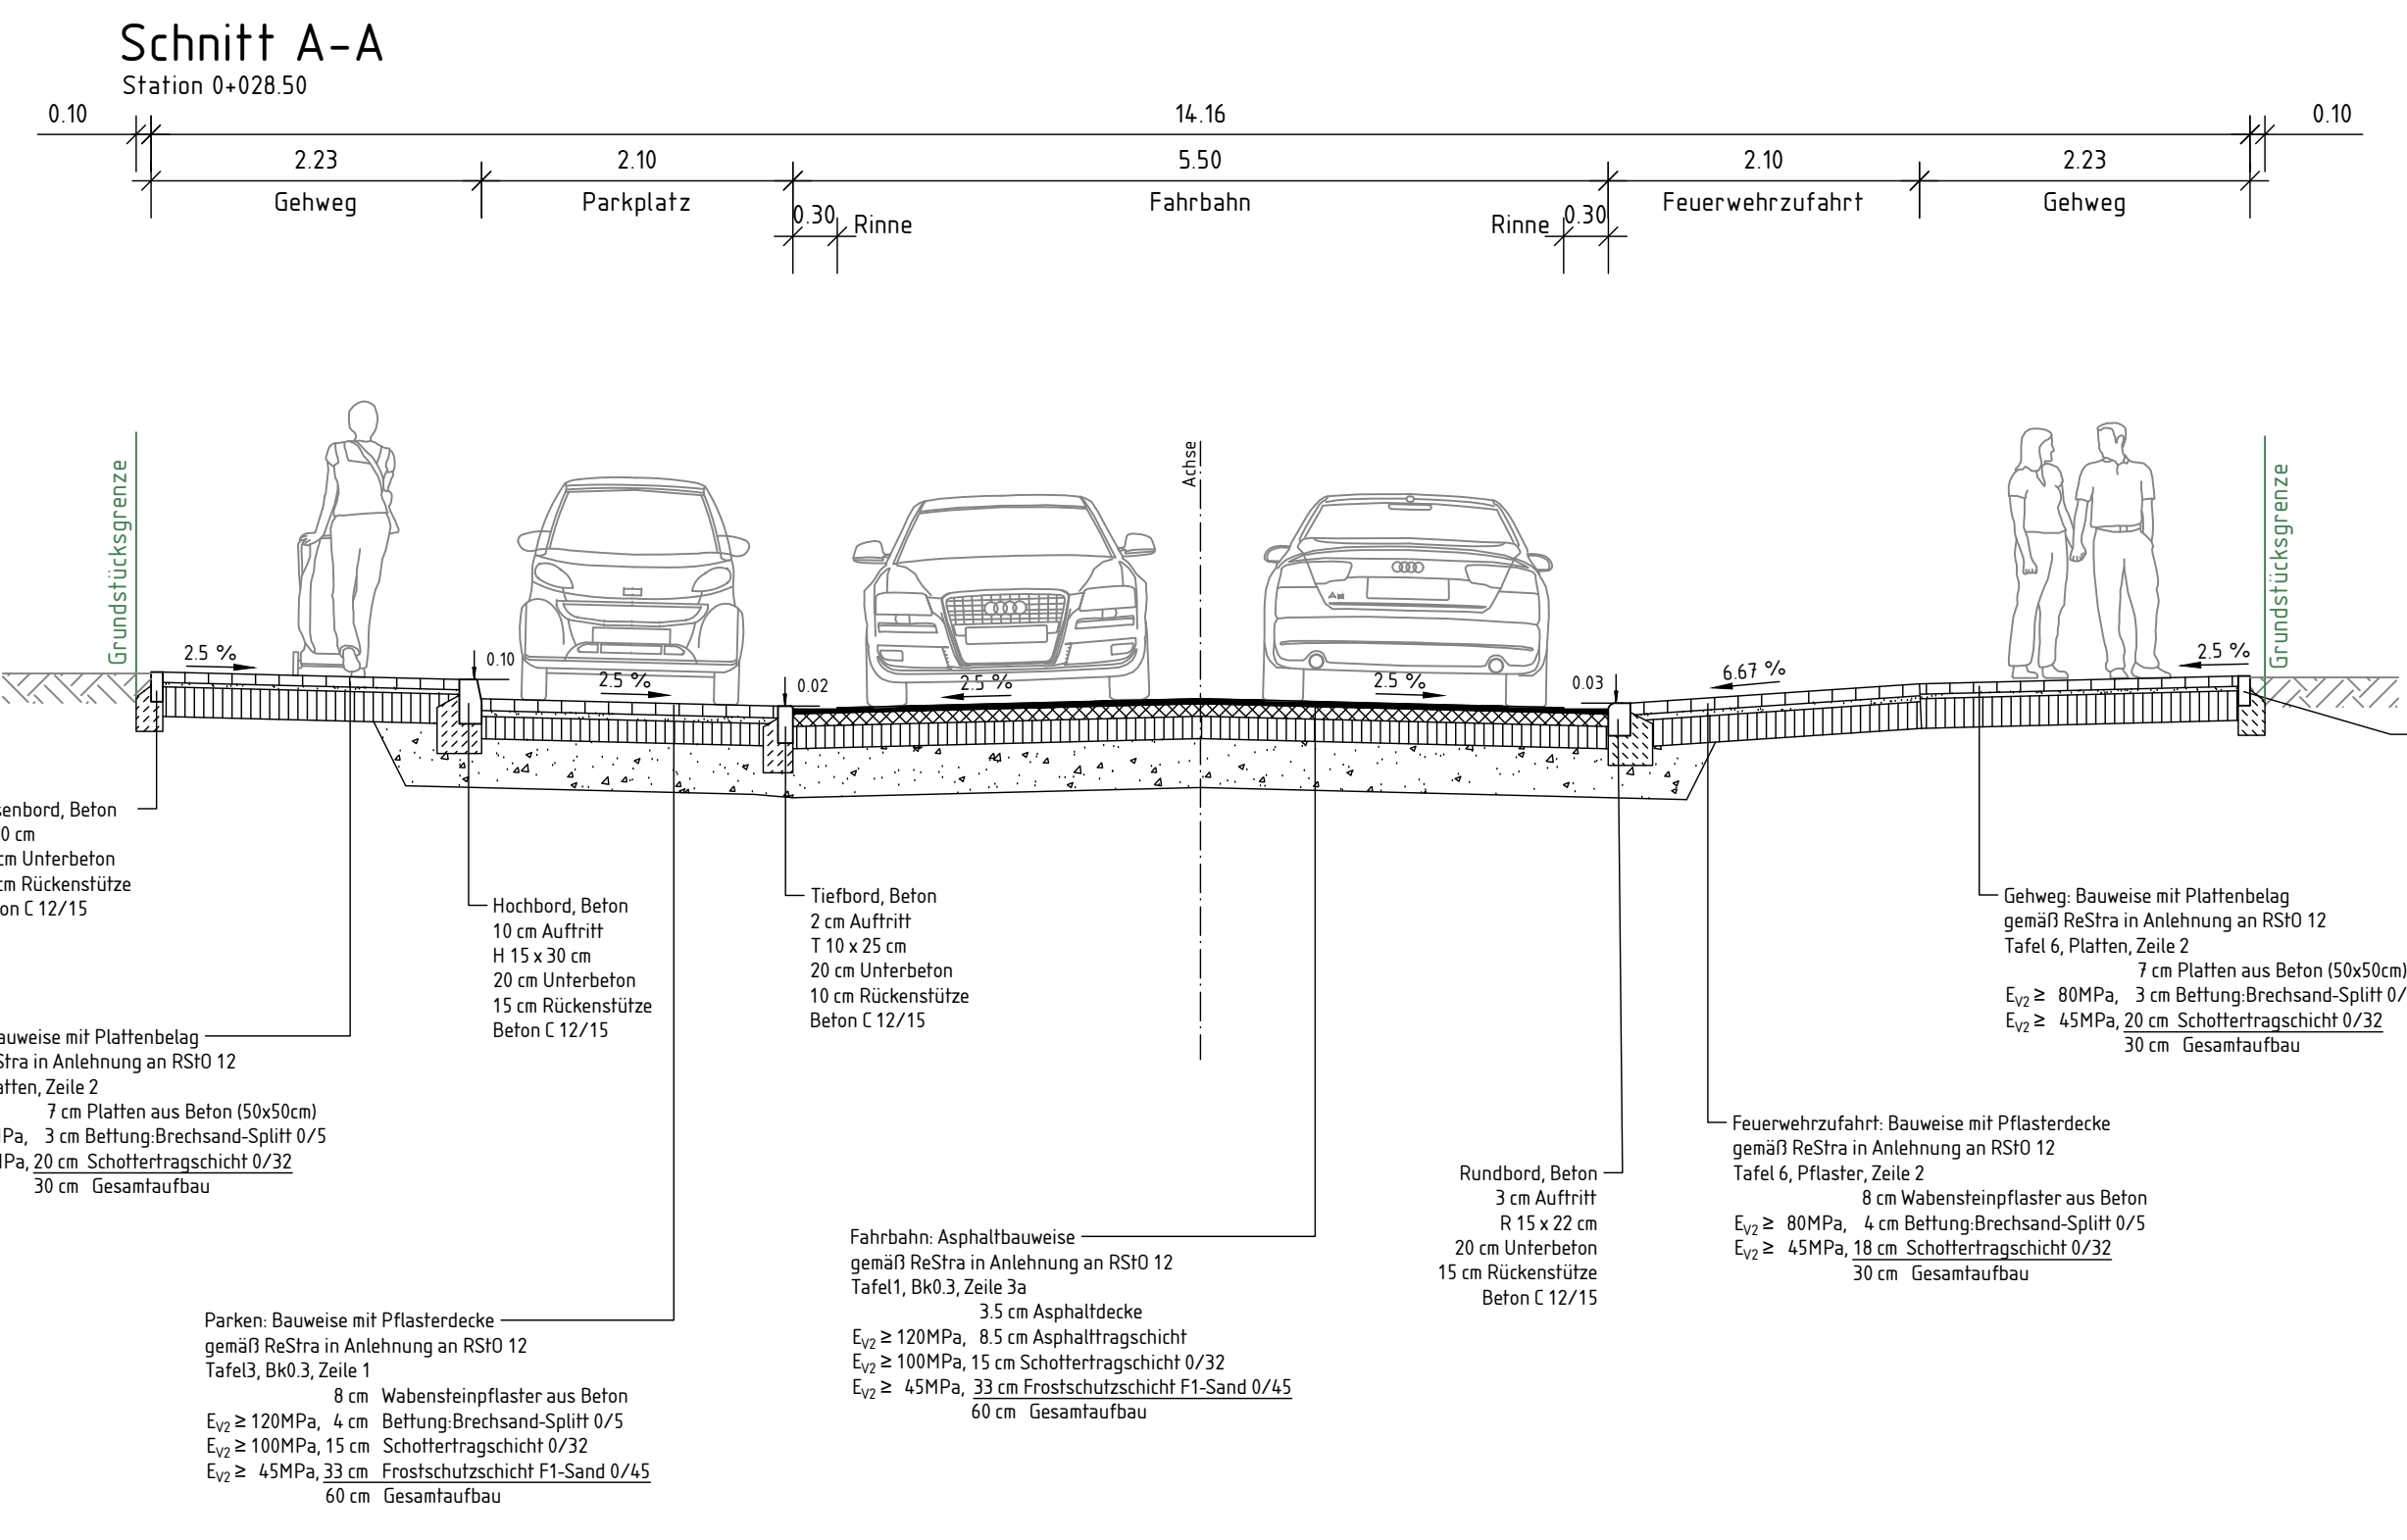 Schnitt A-A
Station 0+028.50
0.10 14.16 0.10
2.23 2.10 5.50 2.10 2.23
Gehweg Parkplatz Fahrbahn Feuerwehrzufahrt Gehweg
0.30 Rinne Rinne 0.30
Achse
Grundstücksgrenze
Grundstücksgrenze
2.5 % 0.10 2.5 % 0.02 2.5 % 2.5 % 0.03 6.67 % 2.5 %
senbord, Beton
0 cm
cm Unterbeton
cm Rückenstütze
on C 12/15
Hochbord, Beton
10 cm Auftritt
H 15 x 30 cm
20 cm Unterbeton
15 cm Rückenstütze
Beton C 12/15
Tiefbord, Beton
2 cm Auftritt
T 10 x 25 cm
20 cm Unterbeton
10 cm Rückenstütze
Beton C 12/15
Gehweg: Bauweise mit Plattenbelag
gemäß ReStra in Anlehnung an RStO 12
Tafel 6, Platten, Zeile 2
7 cm Platten aus Beton (50x50cm)
EV2 ≥ 80MPa, 3 cm Bettung:Brechsand-Splitt 0/
EV2 ≥ 45MPa, 20 cm Schottertragschicht 0/32
30 cm Gesamtaufbau
auweise mit Plattenbelag
Stra in Anlehnung an RStO 12
atten, Zeile 2
7 cm Platten aus Beton (50x50cm)
Pa, 3 cm Bettung:Brechsand-Splitt 0/5
Pa, 20 cm Schottertragschicht 0/32
30 cm Gesamtaufbau
Feuerwehrzufahrt: Bauweise mit Pflasterdecke
gemäß ReStra in Anlehnung an RStO 12
Tafel 6, Pflaster, Zeile 2
8 cm Wabensteinpflaster aus Beton
EV2 ≥ 80MPa, 4 cm Bettung:Brechsand-Splitt 0/5
EV2 ≥ 45MPa, 18 cm Schottertragschicht 0/32
30 cm Gesamtaufbau
Rundbord, Beton
3 cm Auftritt
R 15 x 22 cm
20 cm Unterbeton
15 cm Rückenstütze
Beton C 12/15
Fahrbahn: Asphaltbauweise
gemäß ReStra in Anlehnung an RStO 12
Tafel1, Bk0.3, Zeile 3a
3.5 cm Asphaltdecke
EV2 ≥ 120MPa, 8.5 cm Asphalttragschicht
EV2 ≥ 100MPa, 15 cm Schottertragschicht 0/32
EV2 ≥ 45MPa, 33 cm Frostschutzschicht F1-Sand 0/45
60 cm Gesamtaufbau
Parken: Bauweise mit Pflasterdecke
gemäß ReStra in Anlehnung an RStO 12
Tafel3, Bk0.3, Zeile 1
8 cm Wabensteinpflaster aus Beton
EV2 ≥ 120MPa, 4 cm Bettung:Brechsand-Splitt 0/5
EV2 ≥ 100MPa, 15 cm Schottertragschicht 0/32
EV2 ≥ 45MPa, 33 cm Frostschutzschicht F1-Sand 0/45
60 cm Gesamtaufbau